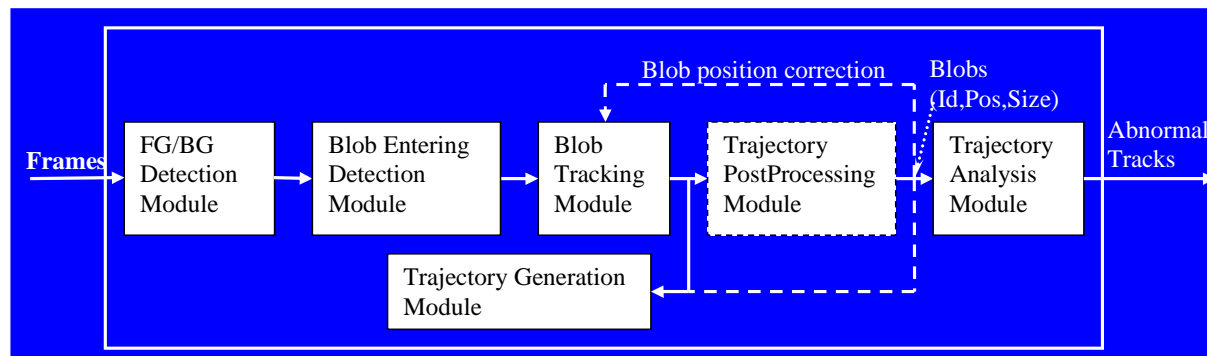 Blob position correction
Blobs
(Id,Pos,Size)
Frames
FG/BG
Detection
Module
Blob Entering
Detection
Module
Blob
Tracking
Module
Trajectory
PostProcessing
Module
Trajectory
Analysis
Module
Abnormal
Tracks
Trajectory Generation
Module